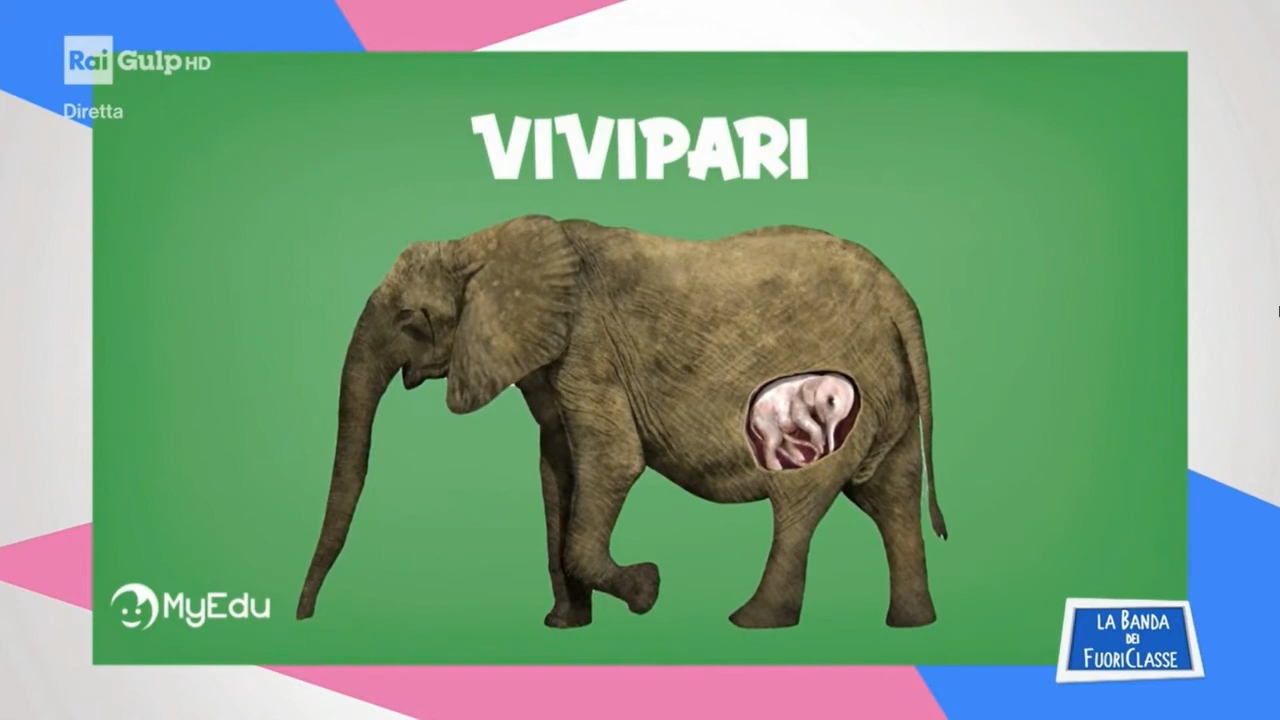 Rai Gulp HD
Diretta
VIVIPARI
MyEdu
LA BANDA
DEI
FUORICLASSE